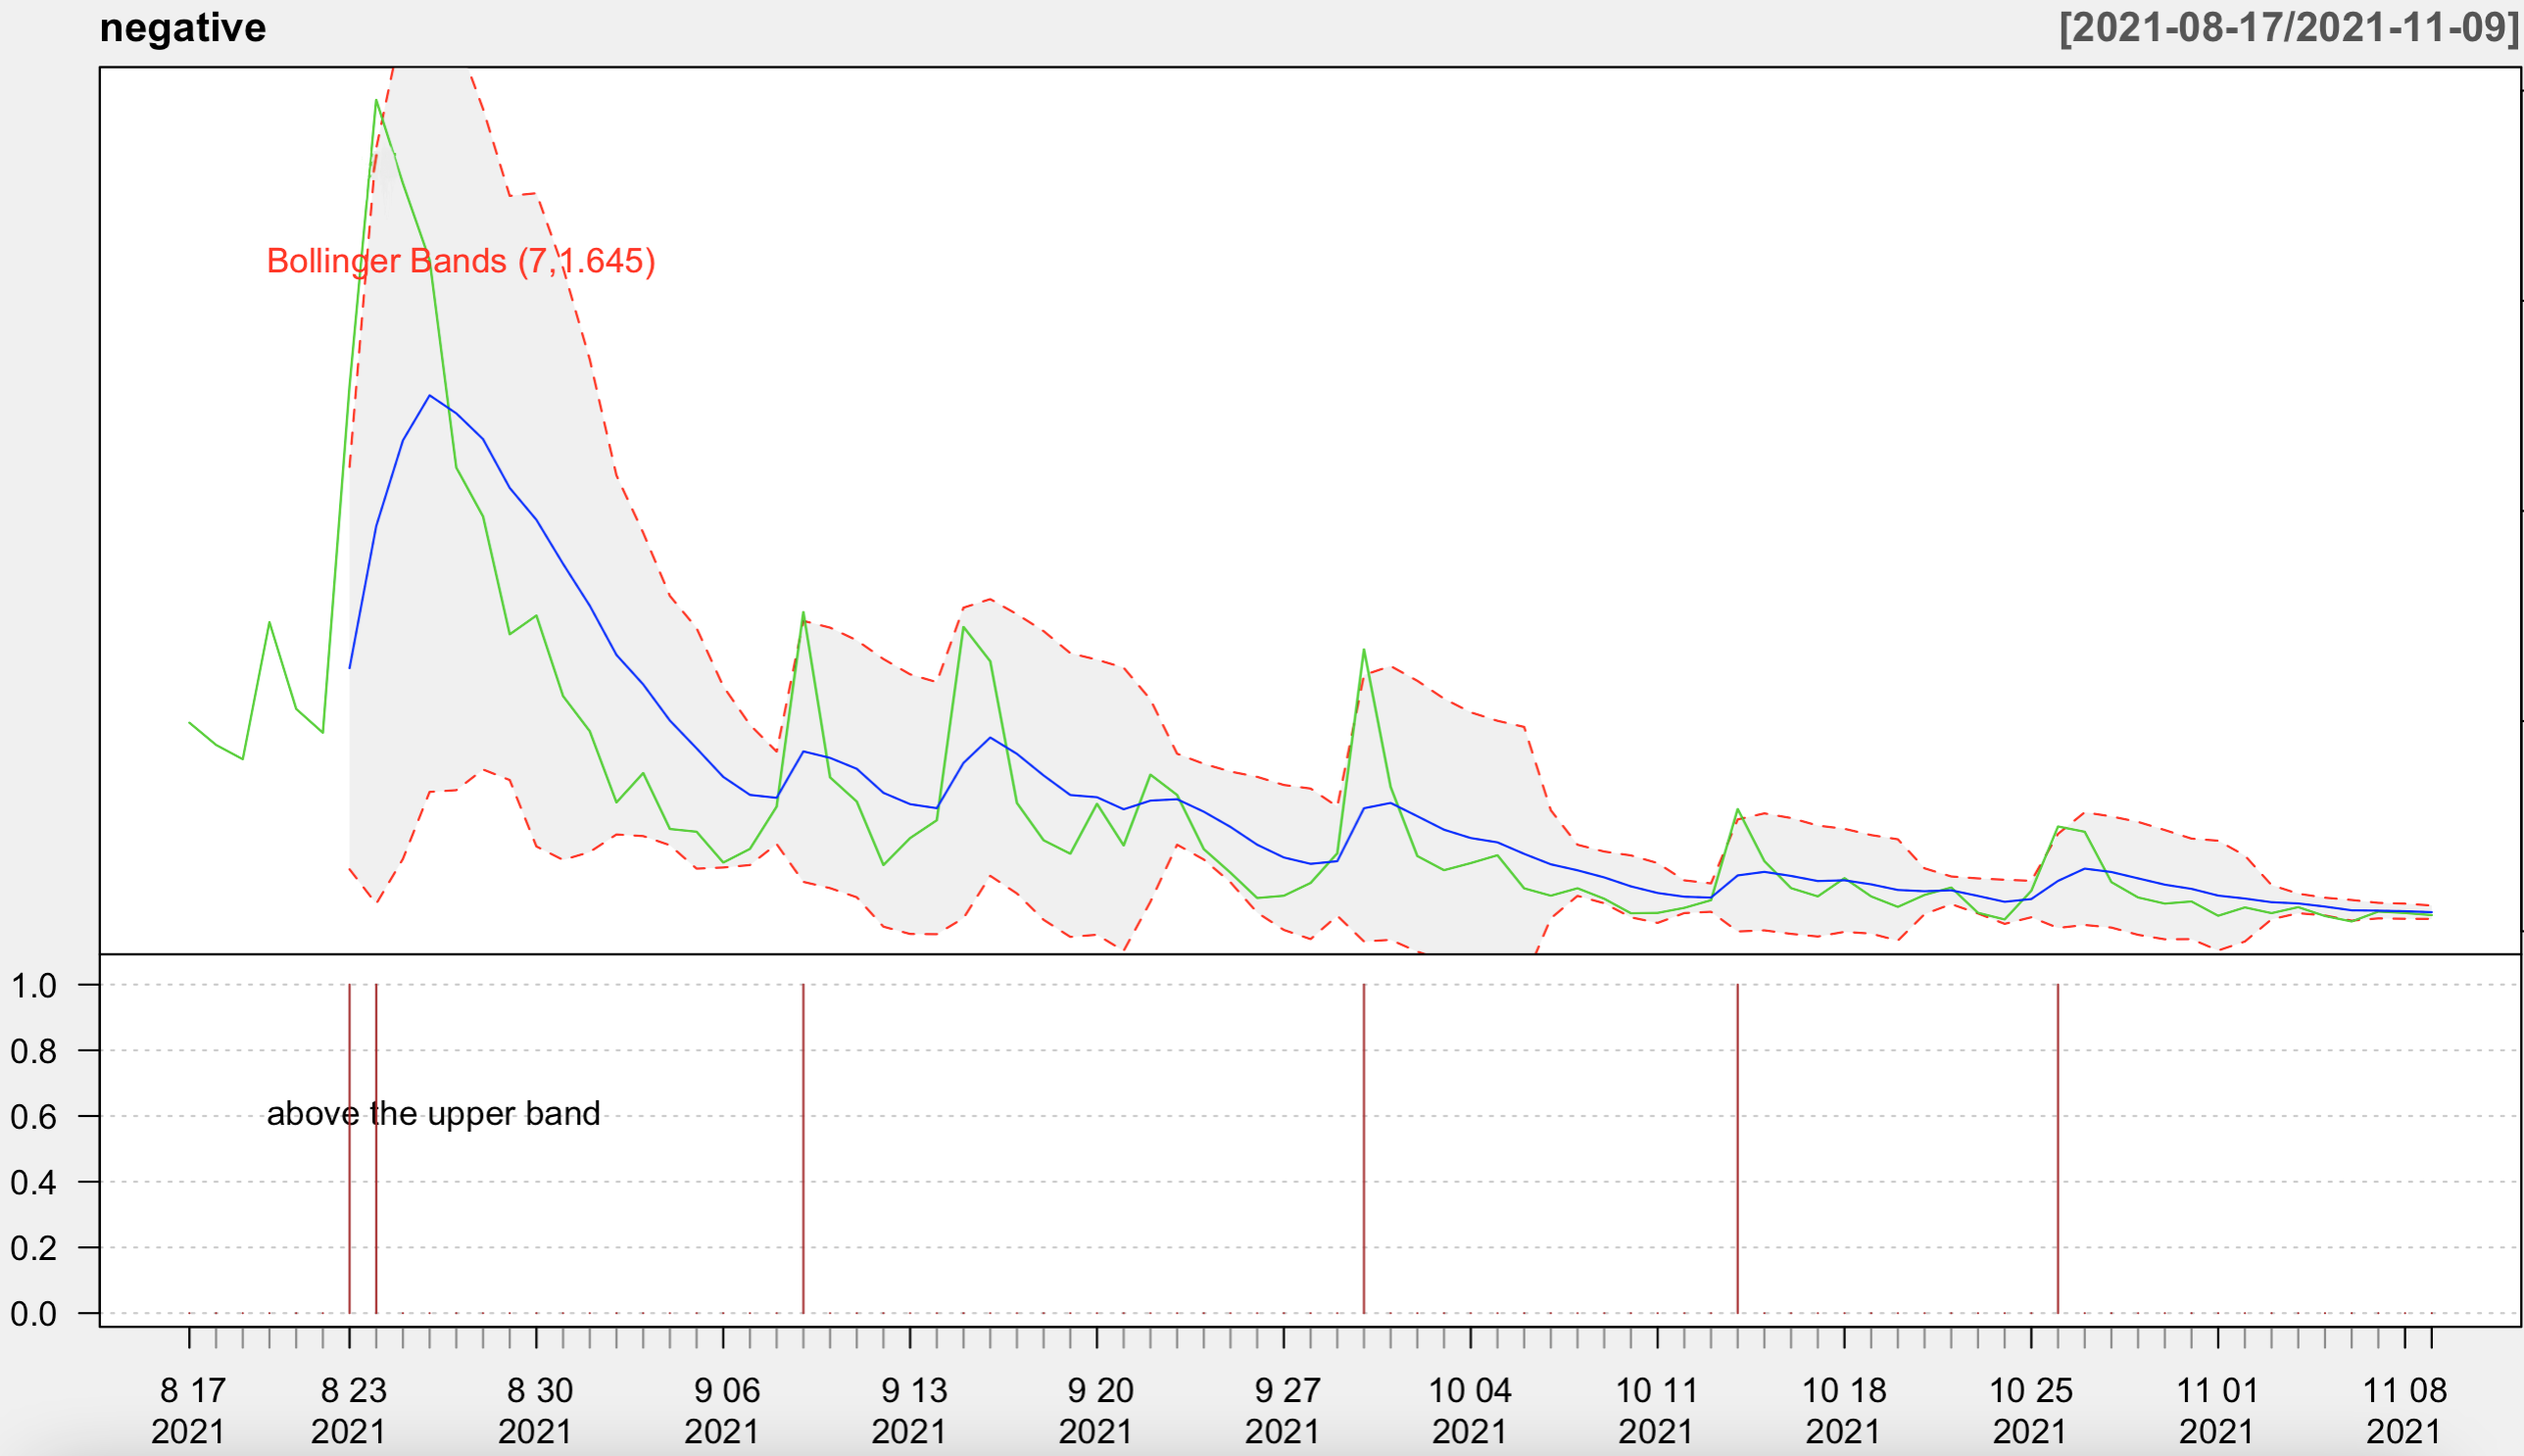 negative [2021-08-17/2021-11-09]
Bollinger Bands (7,1.645)
1.0
0.8
above the upper band
0.6
0.4
0.2
0.0
8 17 8 23 8 30 9 06 9 13 9 20 9 27 10 04 10 11 10 18 10 25 11 01 11 08
2021 2021 2021 2021 2021 2021 2021 2021 2021 2021 2021 2021 2021